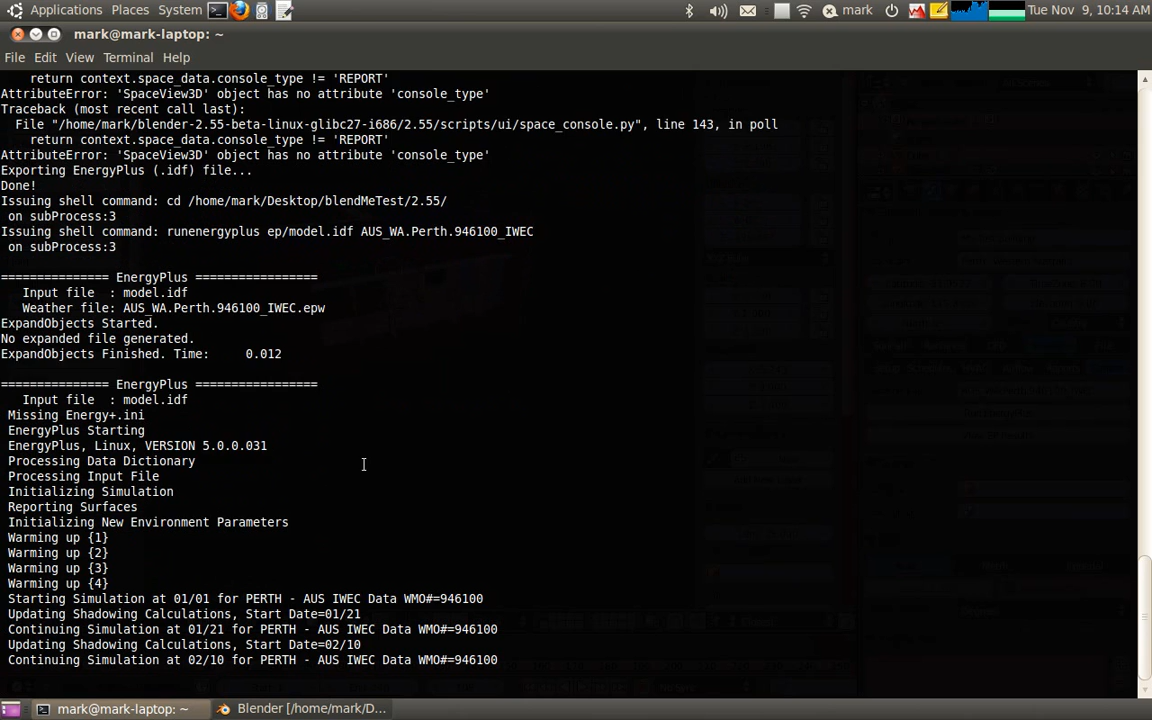 Applications Places System mark Tue Nov 9, 10:14 AM
mark@mark-laptop: ~
File Edit View Terminal Help
    return context.space_data.console_type != 'REPORT'
AttributeError: 'SpaceView3D' object has no attribute 'console_type'
Traceback (most recent call last):
  File "/home/mark/blender-2.55-beta-linux-glibc27-i686/2.55/scripts/ui/space_console.py", line 143, in poll
    return context.space_data.console_type != 'REPORT'
AttributeError: 'SpaceView3D' object has no attribute 'console_type'
Exporting EnergyPlus (.idf) file...
Done!
Issuing shell command: cd /home/mark/Desktop/blendMeTest/2.55/
 on subProcess:3
Issuing shell command: runenergyplus ep/model.idf AUS_WA.Perth.946100_IWEC
 on subProcess:3
=============== EnergyPlus =================
   Input file  : model.idf
   Weather file: AUS_WA.Perth.946100_IWEC.epw
ExpandObjects Started.
No expanded file generated.
ExpandObjects Finished. Time:     0.012
=============== EnergyPlus =================
   Input file  : model.idf
 Missing Energy+.ini
 EnergyPlus Starting
 EnergyPlus, Linux, VERSION 5.0.0.031
 Processing Data Dictionary
 Processing Input File
 Initializing Simulation
 Reporting Surfaces
 Initializing New Environment Parameters
 Warming up {1}
 Warming up {2}
 Warming up {3}
 Warming up {4}
 Starting Simulation at 01/01 for PERTH - AUS IWEC Data WMO#=946100
 Updating Shadowing Calculations, Start Date=01/21
 Continuing Simulation at 01/21 for PERTH - AUS IWEC Data WMO#=946100
 Updating Shadowing Calculations, Start Date=02/10
 Continuing Simulation at 02/10 for PERTH - AUS IWEC Data WMO#=946100
mark@mark-laptop: ~ Blender [/home/mark/D...